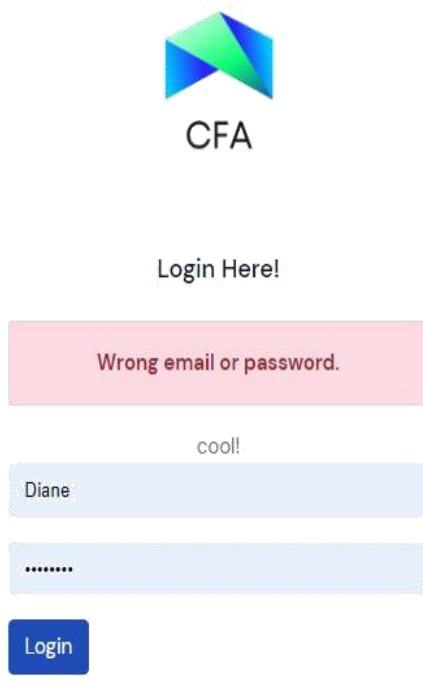 CFA
Login Here!
Wrong email or password.
cool!
Diane
••••••••
Login